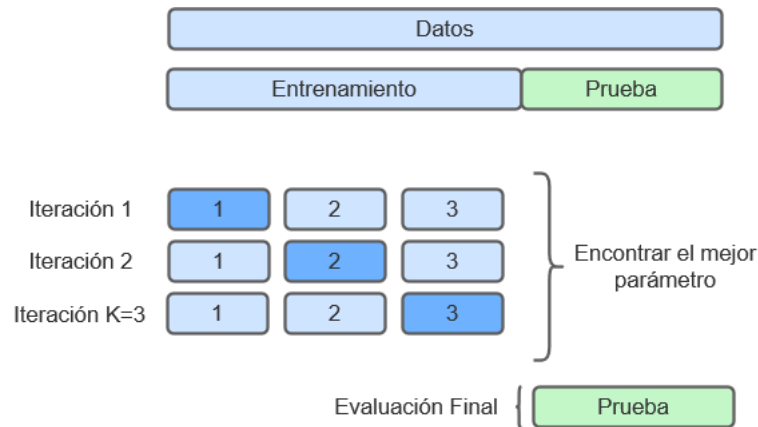 Datos
Entrenamiento Prueba
Iteración 1 1 2 3
Iteración 2 1 2 3
Iteración K=3 1 2 3
Encontrar el mejor
parámetro
Evaluación Final Prueba